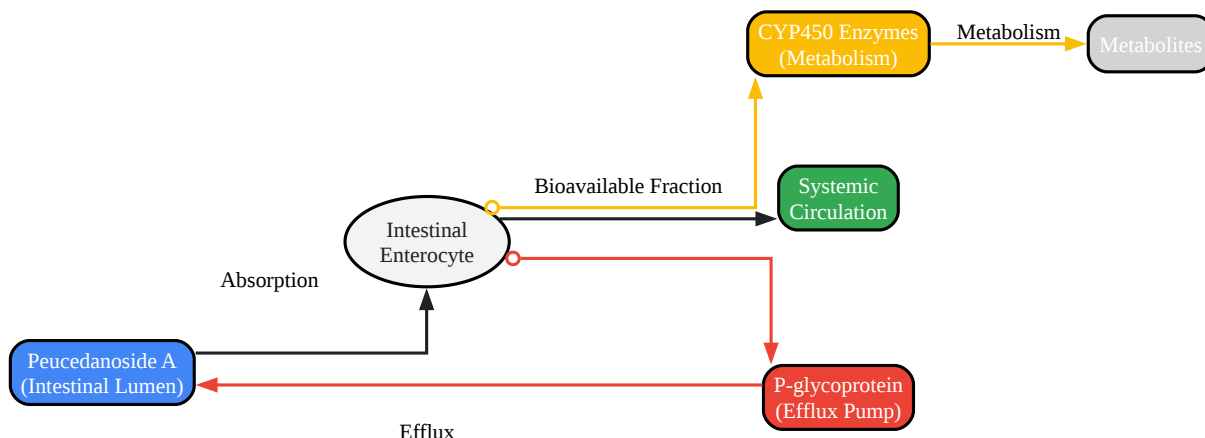 CYP450 Enzymes
(Metabolism)
Metabolism
Metabolites
Bioavailable Fraction
Systemic
Circulation
Intestinal
Enterocyte
Absorption
Peucedanoside A
(Intestinal Lumen)
P-glycoprotein
(Efflux Pump)
Efflux